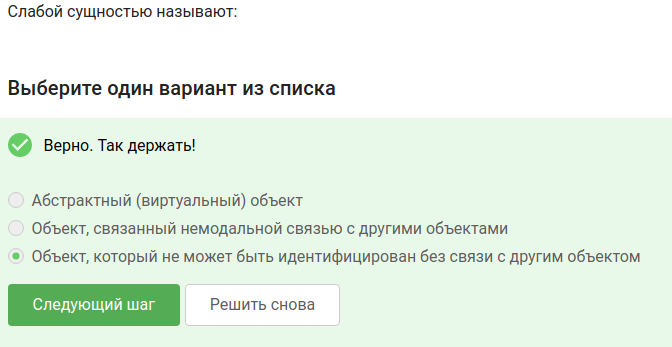 Слабой сущностью называют:
Выберите один вариант из списка
Верно. Так держать!
Абстрактный (виртуальный) объект
Объект, связанный немодальной связью с другими объектами
Объект, который не может быть идентифицирован без связи с другим объектом
Следующий шаг
Решить снова